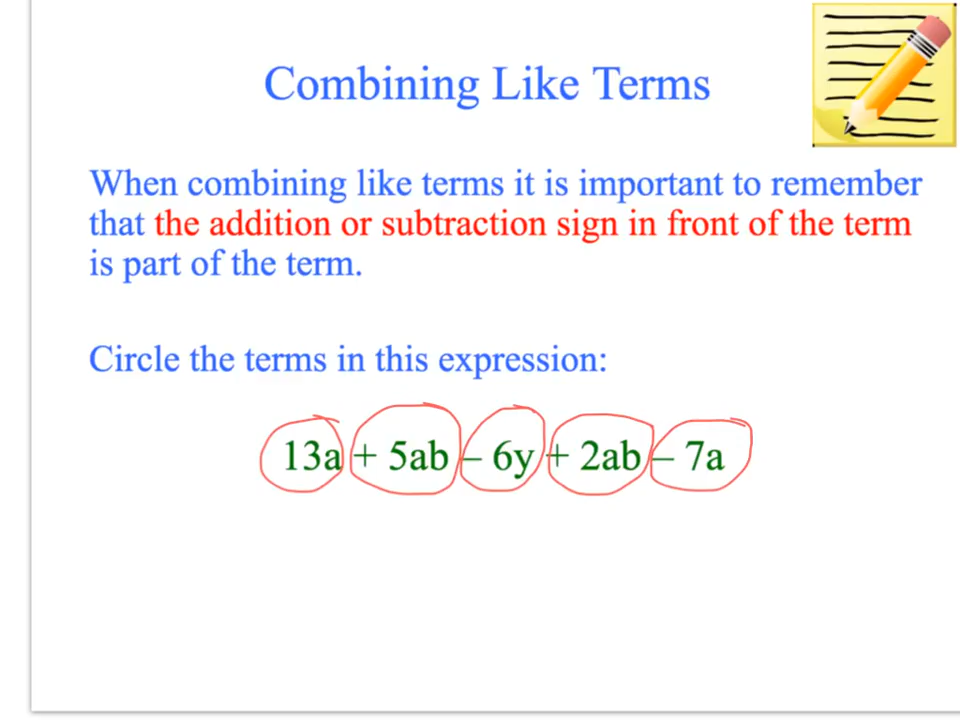 Combining Like Terms
When combining like terms it is important to remember
that the addition or subtraction sign in front of the term
is part of the term.
Circle the terms in this expression:
13a + 5ab – 6y + 2ab – 7a